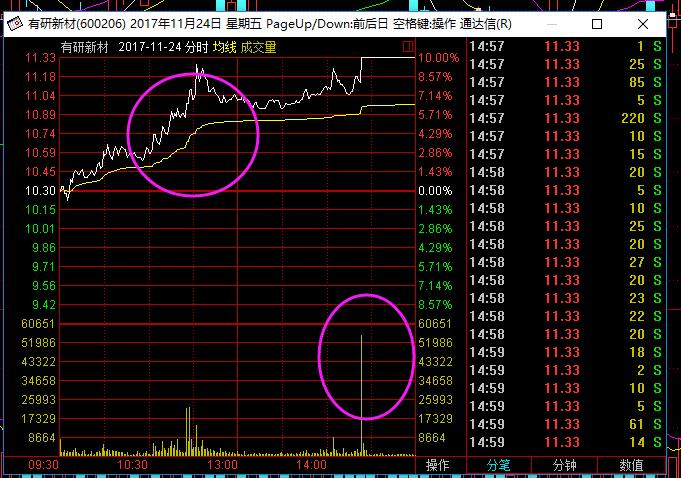 有研新材(600206) 2017年11月24日 星期五 PageUp/Down:前后日 空格键:操作 通达信(R)
有研新材 2017-11-24 分时 均线 成交量
11.33 10.00%
11.18 8.57%
11.04 7.14%
10.89 5.71%
10.74 4.29%
10.59 2.86%
10.45 1.43%
10.30 0.00%
10.15 1.43%
10.01 2.86%
9.86 4.29%
9.71 5.71%
9.56 7.14%
9.42 8.57%
60651 60651
51986 51986
43322 43322
34658 34658
25993 25993
17329 17329
8664 8664
09:30 10:30 13:00 14:00 操作
14:57 11.33 1 S
14:57 11.33 25 S
14:57 11.33 85 S
14:57 11.33 5 S
14:57 11.33 220 S
14:57 11.33 10 S
14:57 11.33 15 S
14:58 11.33 20 S
14:58 11.33 5 S
14:58 11.33 10 S
14:58 11.33 25 S
14:58 11.33 20 S
14:58 11.33 27 S
14:58 11.33 20 S
14:58 11.33 23 S
14:58 11.33 22 S
14:58 11.33 20 S
14:59 11.33 18 S
14:59 11.33 2 S
14:59 11.33 10 S
14:59 11.33 5 S
14:59 11.33 61 S
14:59 11.33 14 S
分笔 分钟 数值